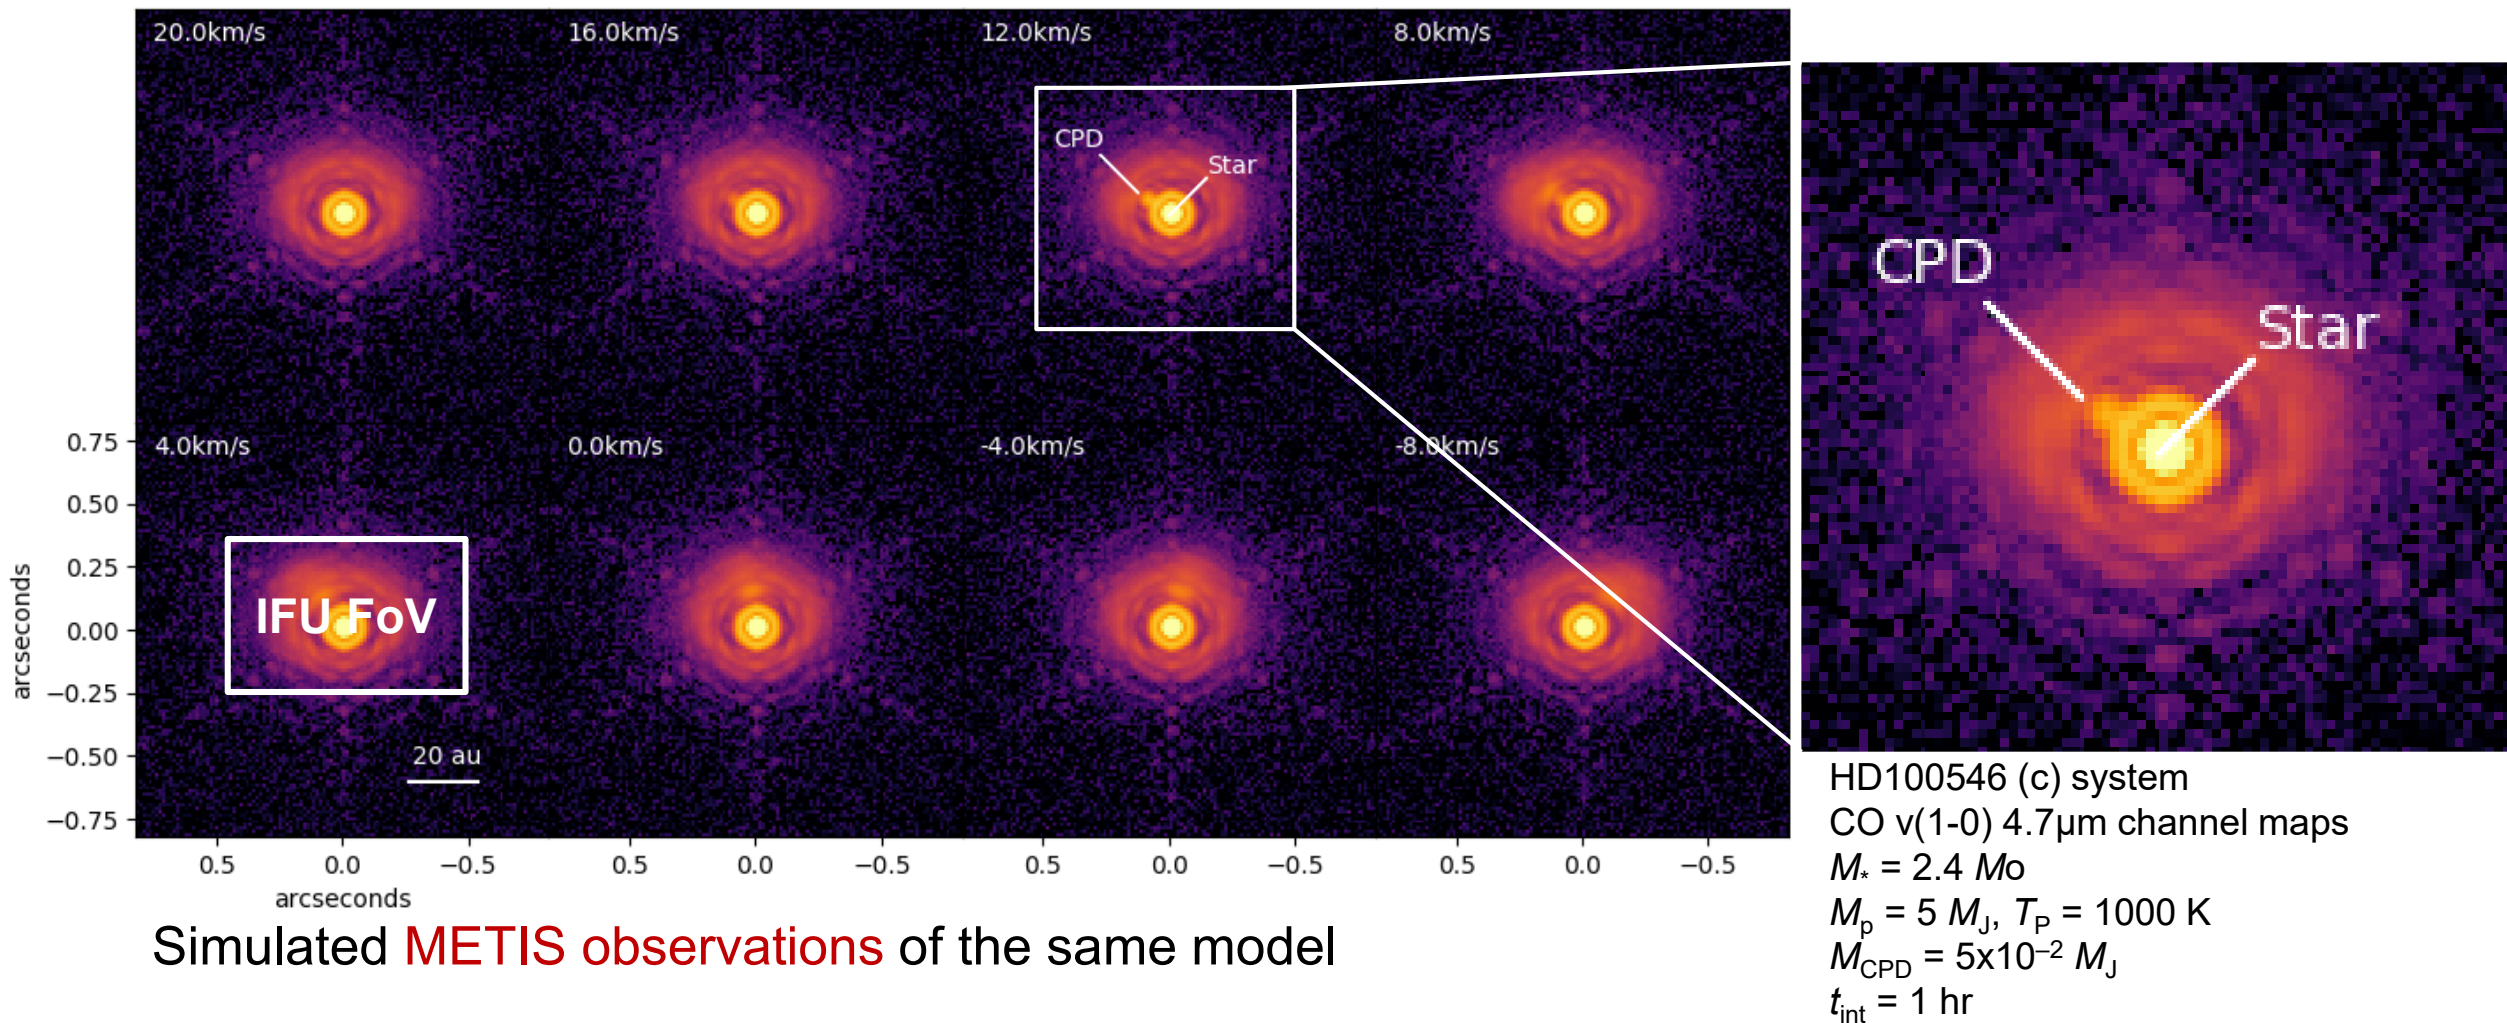 20.0km/s
16.0km/s
12.0km/s
8.0km/s
CPD
Star
CPD
Star
4.0km/s
0.0km/s
-4.0km/s
-8.0km/s
IFU FoV
20 au
0.75
0.50
0.25
0.00
−0.25
−0.50
−0.75
arcseconds
0.5 0.0 −0.5 0.5 0.0 −0.5 0.5 0.0 −0.5 0.5 0.0 −0.5
arcseconds
Simulated METIS observations of the same model
HD100546 (c) system
CO v(1-0) 4.7µm channel maps
M* = 2.4 Mo
Mp = 5 MJ, TP = 1000 K
MCPD = 5x10⁻² MJ
tint = 1 hr